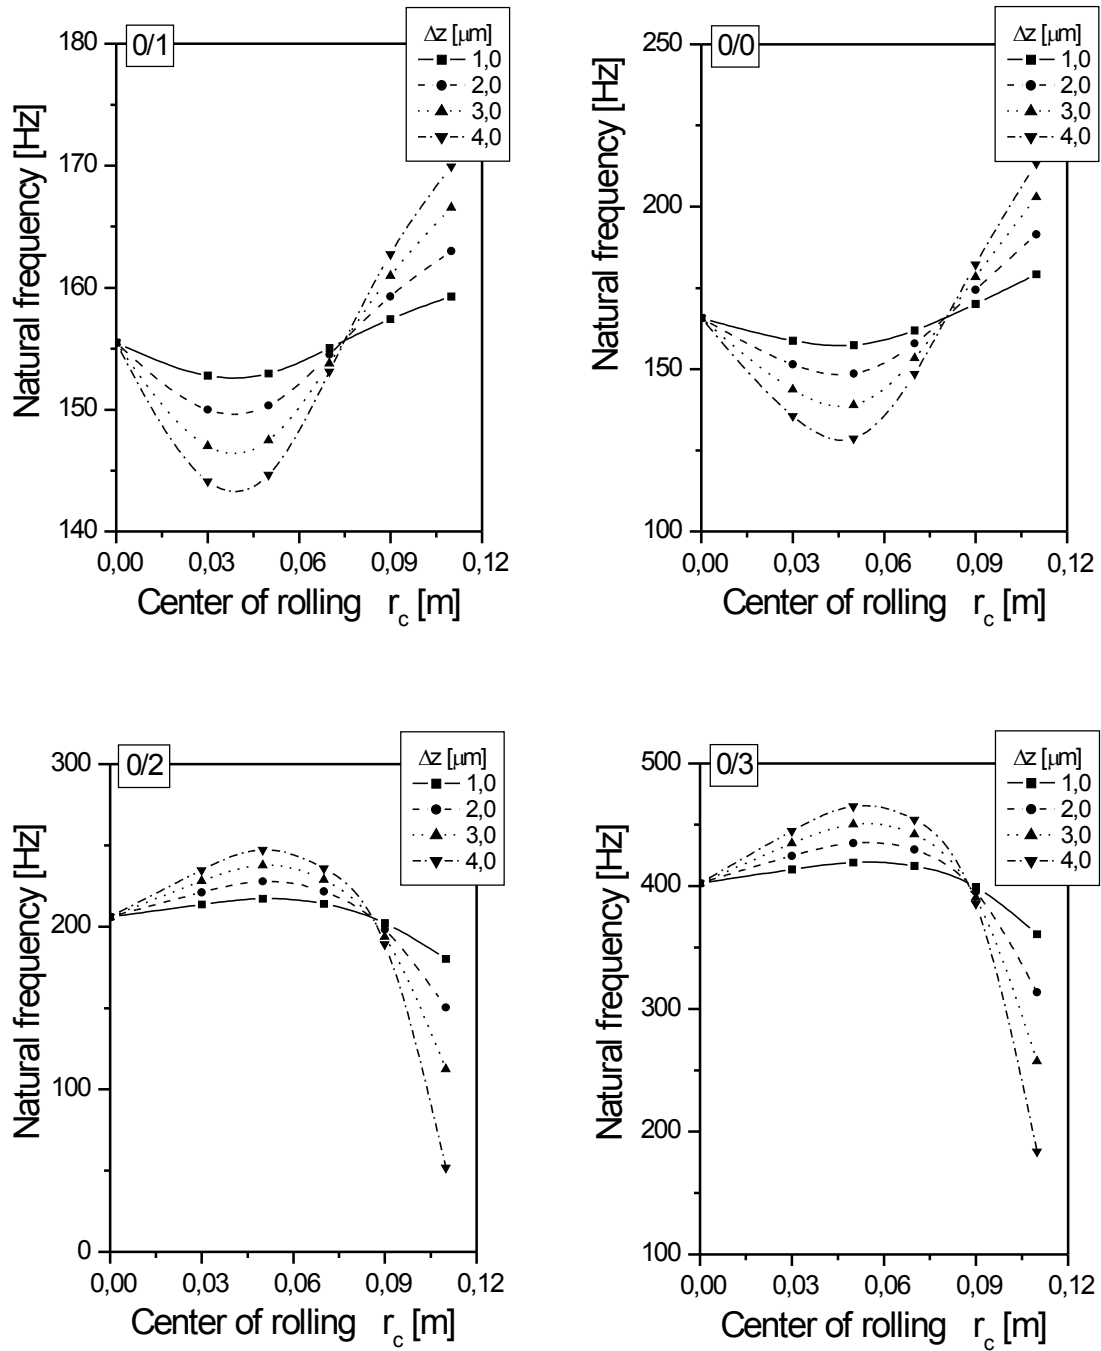 0/1
Δz [μm]
1,0
2,0
3,0
4,0
180
170
160
150
140
Natural frequency [Hz]
0,00 0,03 0,06 0,09 0,12
Center of rolling r_c [m]
0/0
Δz [μm]
1,0
2,0
3,0
4,0
250
200
150
100
Natural frequency [Hz]
0,00 0,03 0,06 0,09 0,12
Center of rolling r_c [m]
0/2
Δz [μm]
1,0
2,0
3,0
4,0
300
200
100
0
Natural frequency [Hz]
0,00 0,03 0,06 0,09 0,12
Center of rolling r_c [m]
0/3
Δz [μm]
1,0
2,0
3,0
4,0
500
400
300
200
100
Natural frequency [Hz]
0,00 0,03 0,06 0,09 0,12
Center of rolling r_c [m]